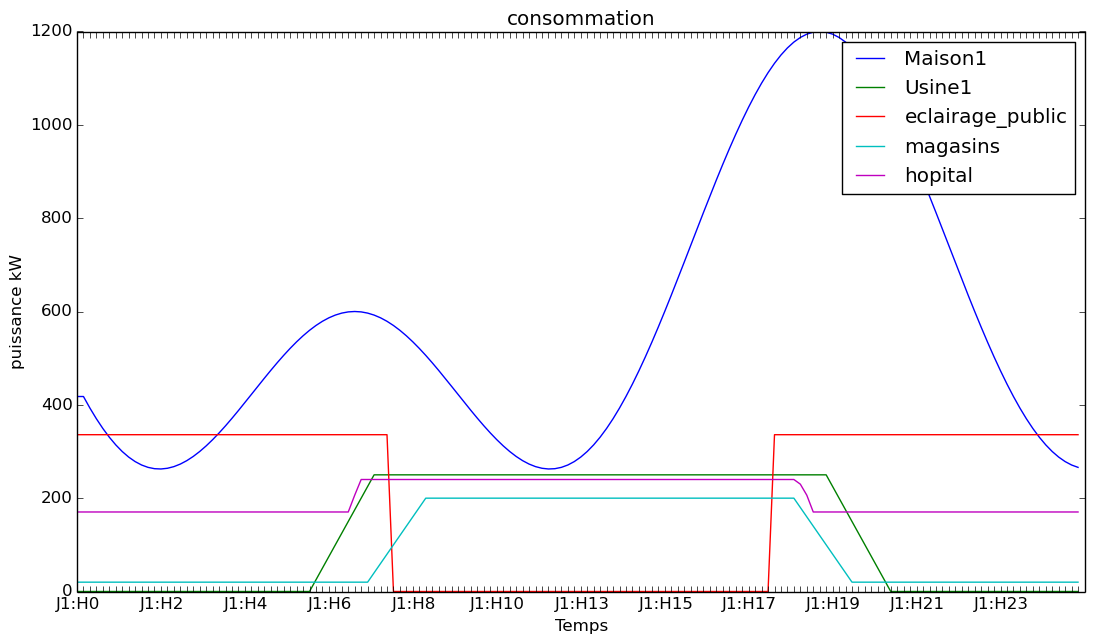 consommation
1200
1000
800
600
400
200
0
puissance kW
Maison1
Usine1
eclairage_public
magasins
hopital
J1:H0 J1:H2 J1:H4 J1:H6 J1:H8 J1:H10 J1:H13 J1:H15 J1:H17 J1:H19 J1:H21 J1:H23
Temps